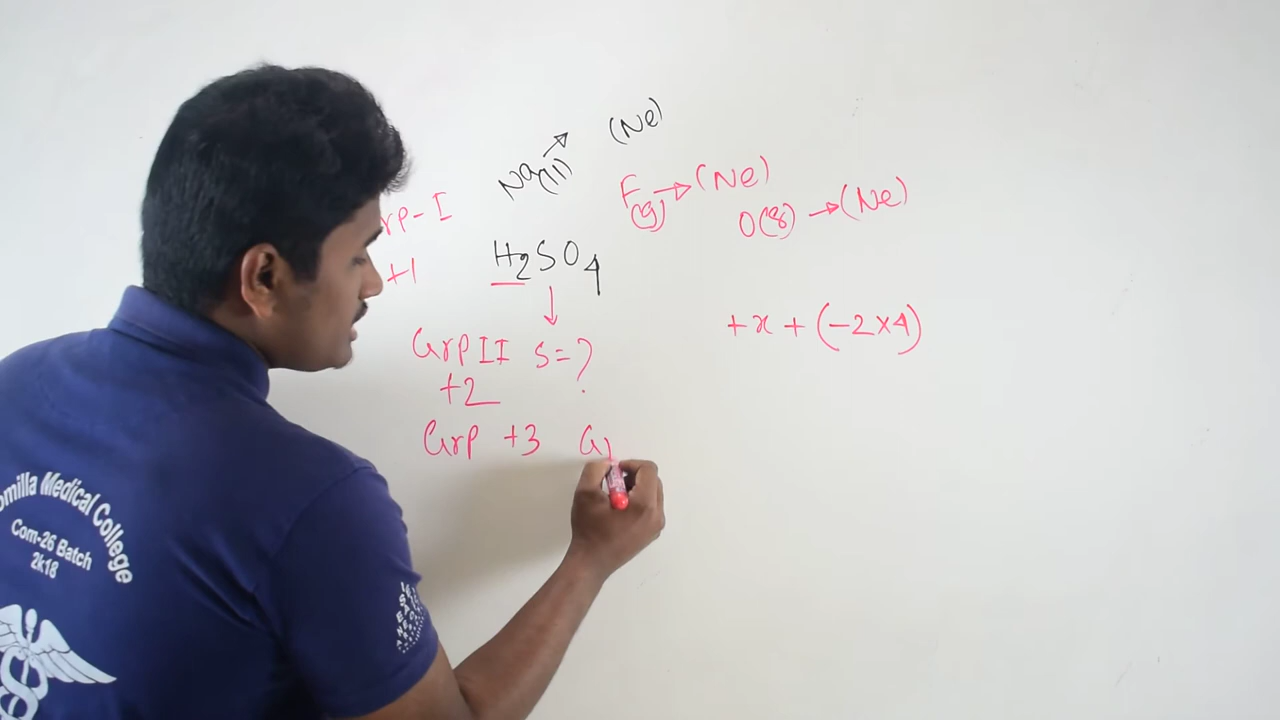 Na(11) → (Ne)
F(9) → (Ne)
O(8) → (Ne)
rp-I
+1
H2SO4
↓
GrpII S=?
+2
Grp +3 G
+x + (-2×4)
omilla Medical College
Com-26 Batch
2k18